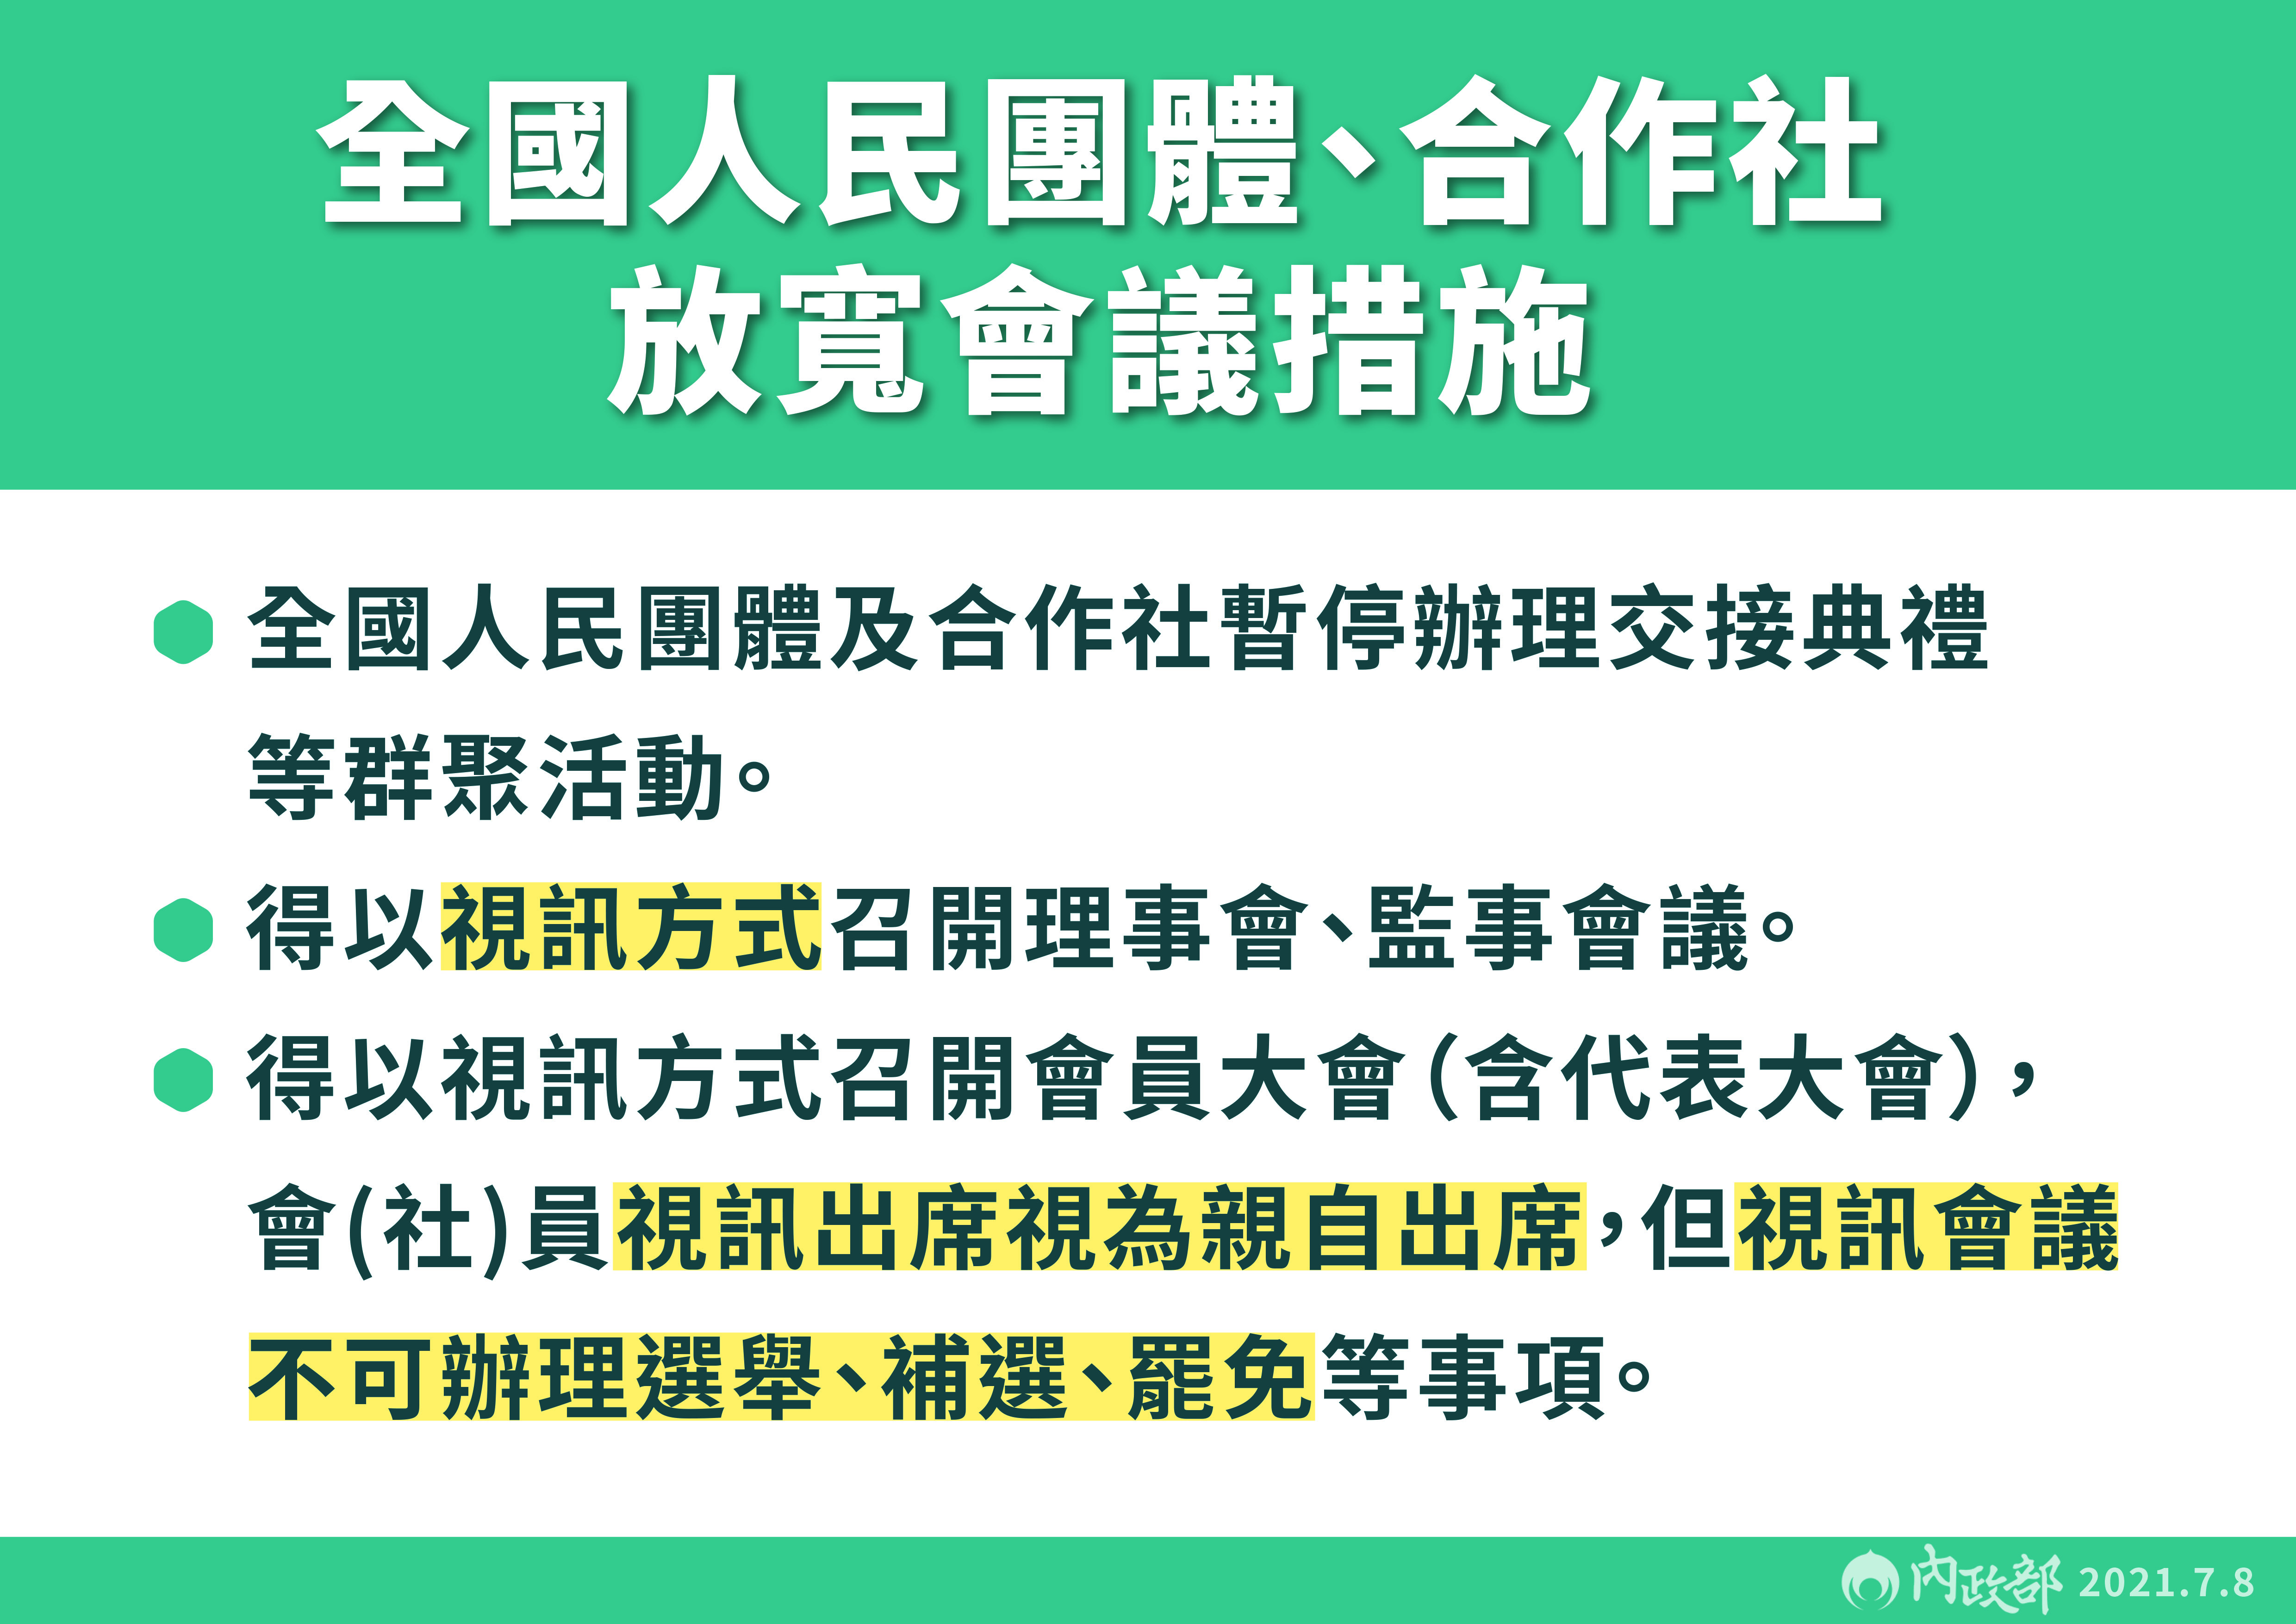 全國人民團體、合作社
放寬會議措施
全國人民團體及合作社暫停辦理交接典禮
等群聚活動。
得以視訊方式召開理事會、監事會議。
得以視訊方式召開會員大會（含代表大會），
會(社)員視訊出席視為親自出席，但視訊會議
不可辦理選舉、補選、罷免等事項。
內政部 2021.7.8